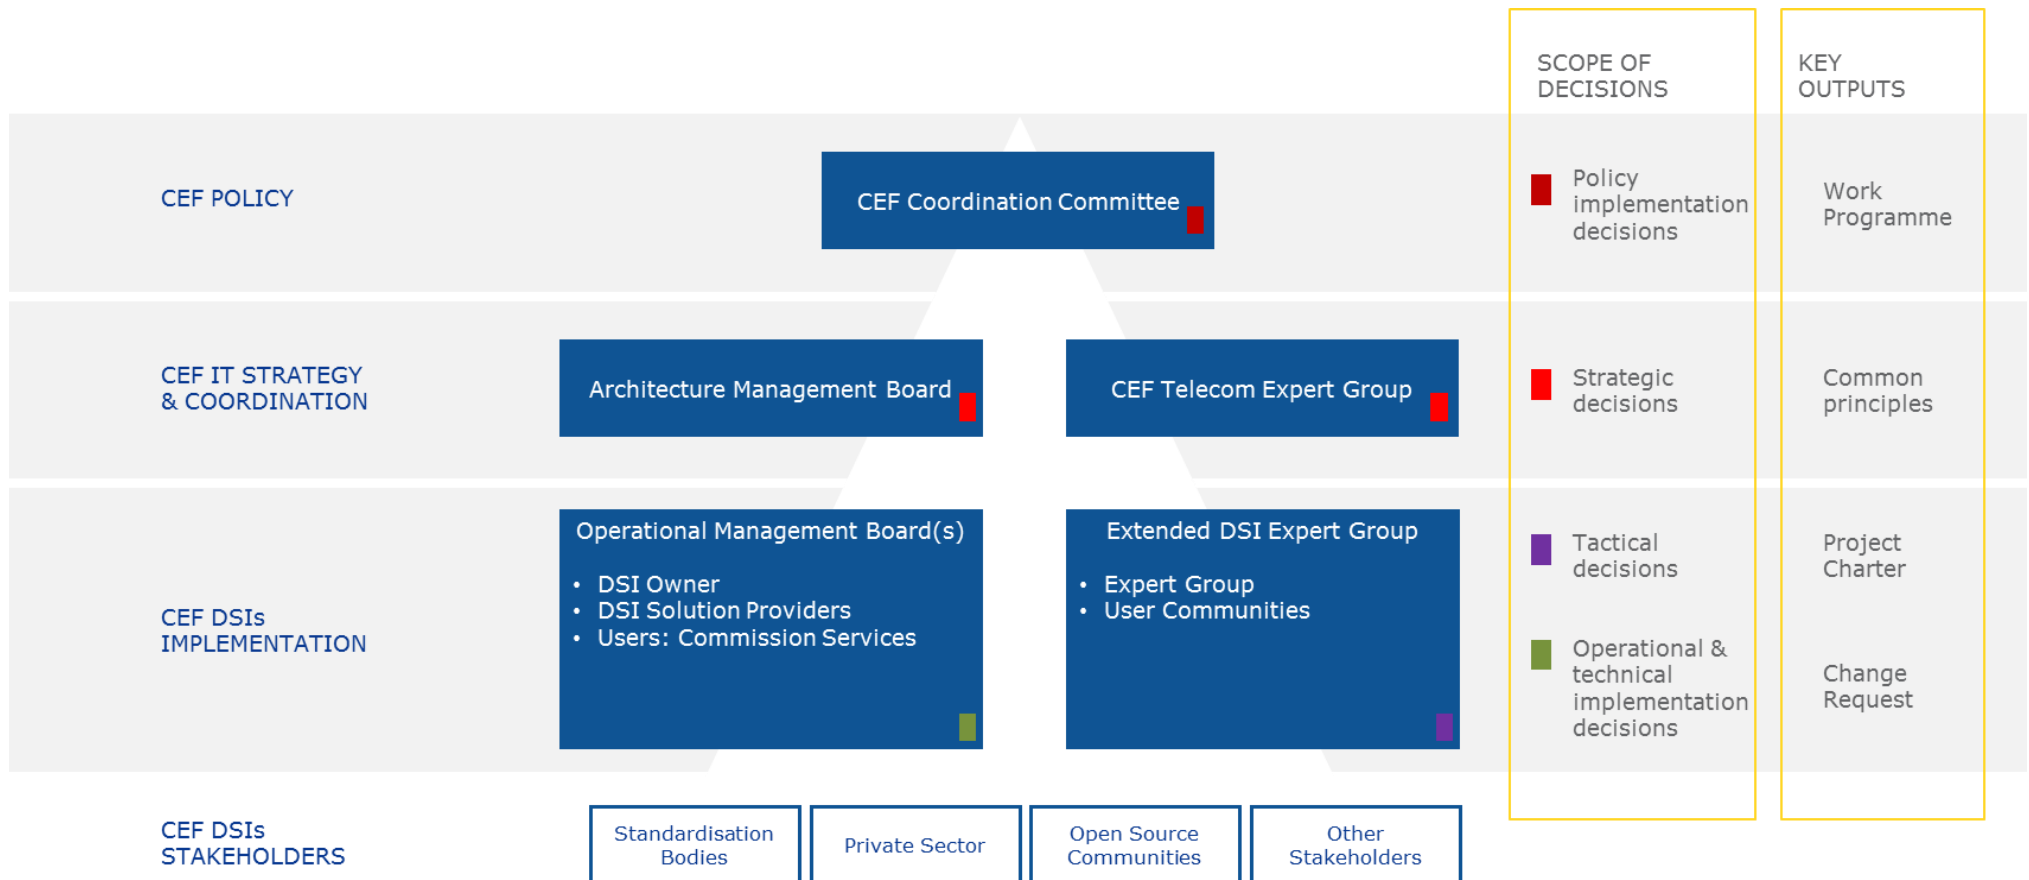 SCOPE OF
DECISIONS
KEY
OUTPUTS
CEF POLICY
CEF Coordination Committee
Policy
implementation
decisions
Work
Programme
CEF IT STRATEGY
& COORDINATION
Architecture Management Board
CEF Telecom Expert Group
Strategic
decisions
Common
principles
CEF DSIs
IMPLEMENTATION
Operational Management Board(s)
• DSI Owner
• DSI Solution Providers
• Users: Commission Services
Extended DSI Expert Group
• Expert Group
• User Communities
Tactical
decisions
Project
Charter
Operational &
technical
implementation
decisions
Change
Request
CEF DSIs
STAKEHOLDERS
Standardisation
Bodies
Private Sector
Open Source
Communities
Other
Stakeholders